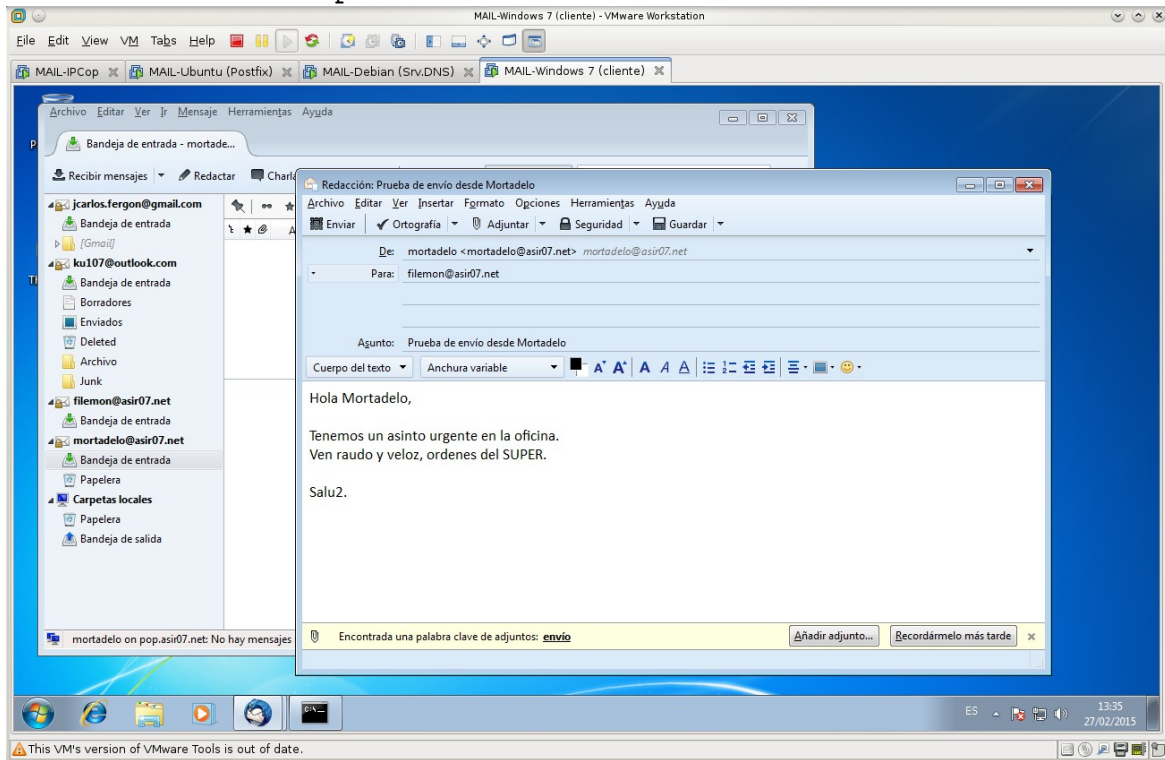 MAIL-Windows 7 (cliente) - VMware Workstation
File Edit View VM Tabs Help
MAIL-IPCop MAIL-Ubuntu (Postfix) MAIL-Debian (Srv.DNS) MAIL-Windows 7 (cliente)
Archivo Editar Ver Ir Mensaje Herramientas Ayuda
Bandeja de entrada - mortade...
Recibir mensajes Redactar Charla
jcarlos.fergon@gmail.com
Bandeja de entrada
[Gmail]
ku107@outlook.com
Bandeja de entrada
Borradores
Enviados
Deleted
Archivo
Junk
filemon@asir07.net
Bandeja de entrada
mortadelo@asir07.net
Bandeja de entrada
Papelera
Carpetas locales
Papelera
Bandeja de salida
mortadelo on pop.asir07.net: No hay mensajes
Redacción: Prueba de envío desde Mortadelo
Archivo Editar Ver Insertar Formato Opciones Herramientas Ayuda
Enviar Ortografía Adjuntar Seguridad Guardar
De: mortadelo <mortadelo@asir07.net> mortadelo@asir07.net
Para: filemon@asir07.net
Asunto: Prueba de envío desde Mortadelo
Cuerpo del texto Anchura variable
Hola Mortadelo,
Tenemos un asinto urgente en la oficina.
Ven raudo y veloz, ordenes del SUPER.
Salu2.
Encontrada una palabra clave de adjuntos: envío Añadir adjunto... Recordármelo más tarde
ES 13:35
27/02/2015
This VM's version of VMware Tools is out of date.